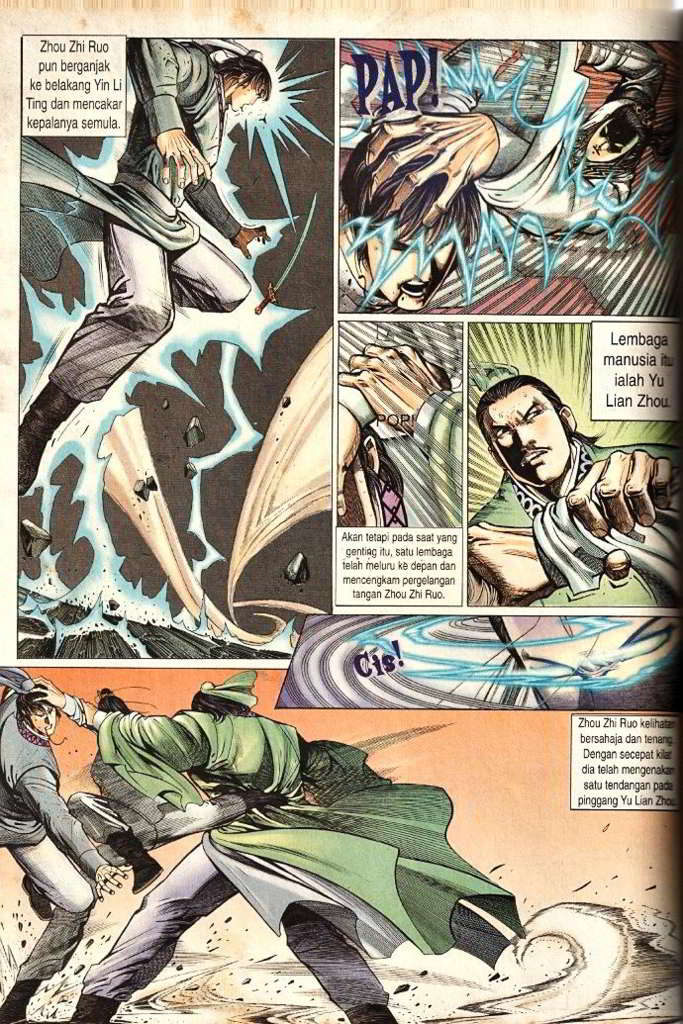 Zhou Zhi Ruo
pun berganjak
ke belakang Yin Li
Ting dan mencakar
kepalanya semula.
PAP!
POP!
Akan tetapi pada saat yang
genting itu, satu lembaga
telah meluru ke depan dan
mencengkam pergelangan
tangan Zhou Zhi Ruo.
Lembaga
manusia itu
ialah Yu
Lian Zhou.
Cis!
Zhou Zhi Ruo kelihatan
bersahaja dan tenang.
Dengan secepat kilat
dia telah mengenakan
satu tendangan pada
pinggang Yu Lian Zhou.